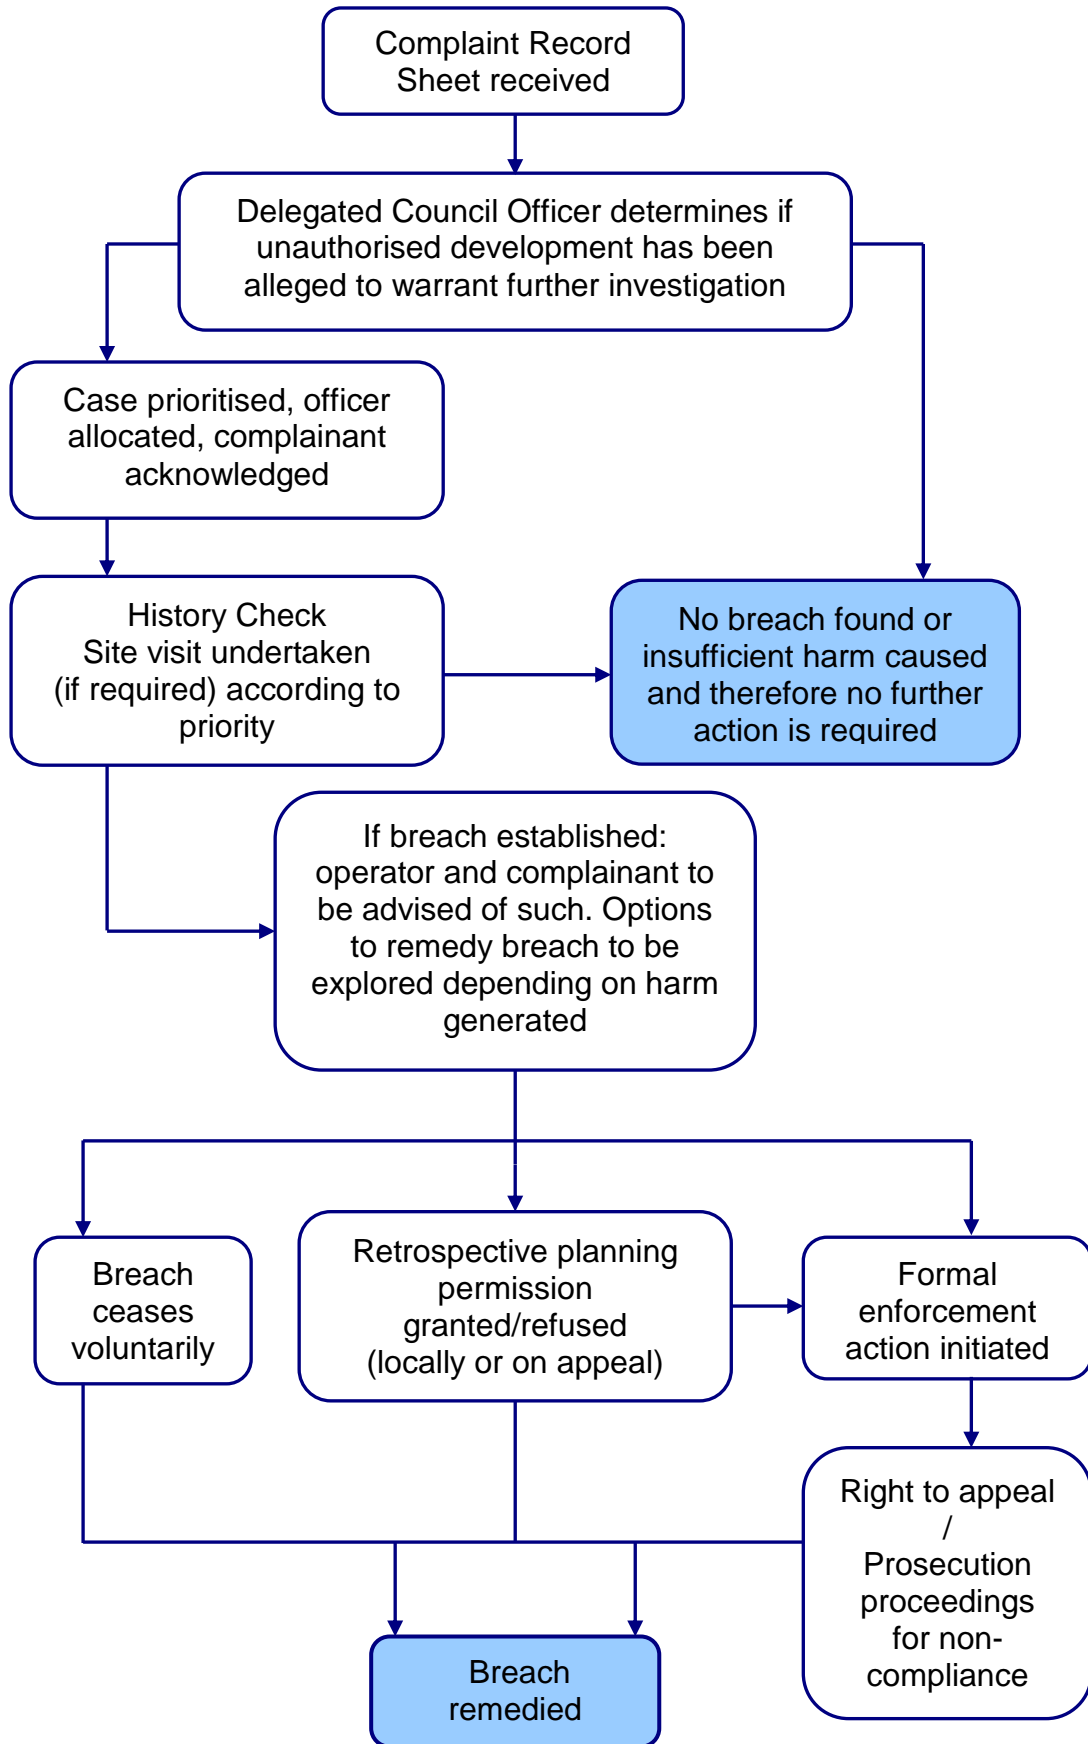 Complaint Record
Sheet received
Delegated Council Officer determines if
unauthorised development has been
alleged to warrant further investigation
Case prioritised, officer
allocated, complainant
acknowledged
History Check
Site visit undertaken
(if required) according to
priority
No breach found or
insufficient harm caused
and therefore no further
action is required
If breach established:
operator and complainant to
be advised of such. Options
to remedy breach to be
explored depending on harm
generated
Breach
ceases
voluntarily
Retrospective planning
permission
granted/refused
(locally or on appeal)
Formal
enforcement
action initiated
Right to appeal
/
Prosecution
proceedings
for non-
compliance
Breach
remedied